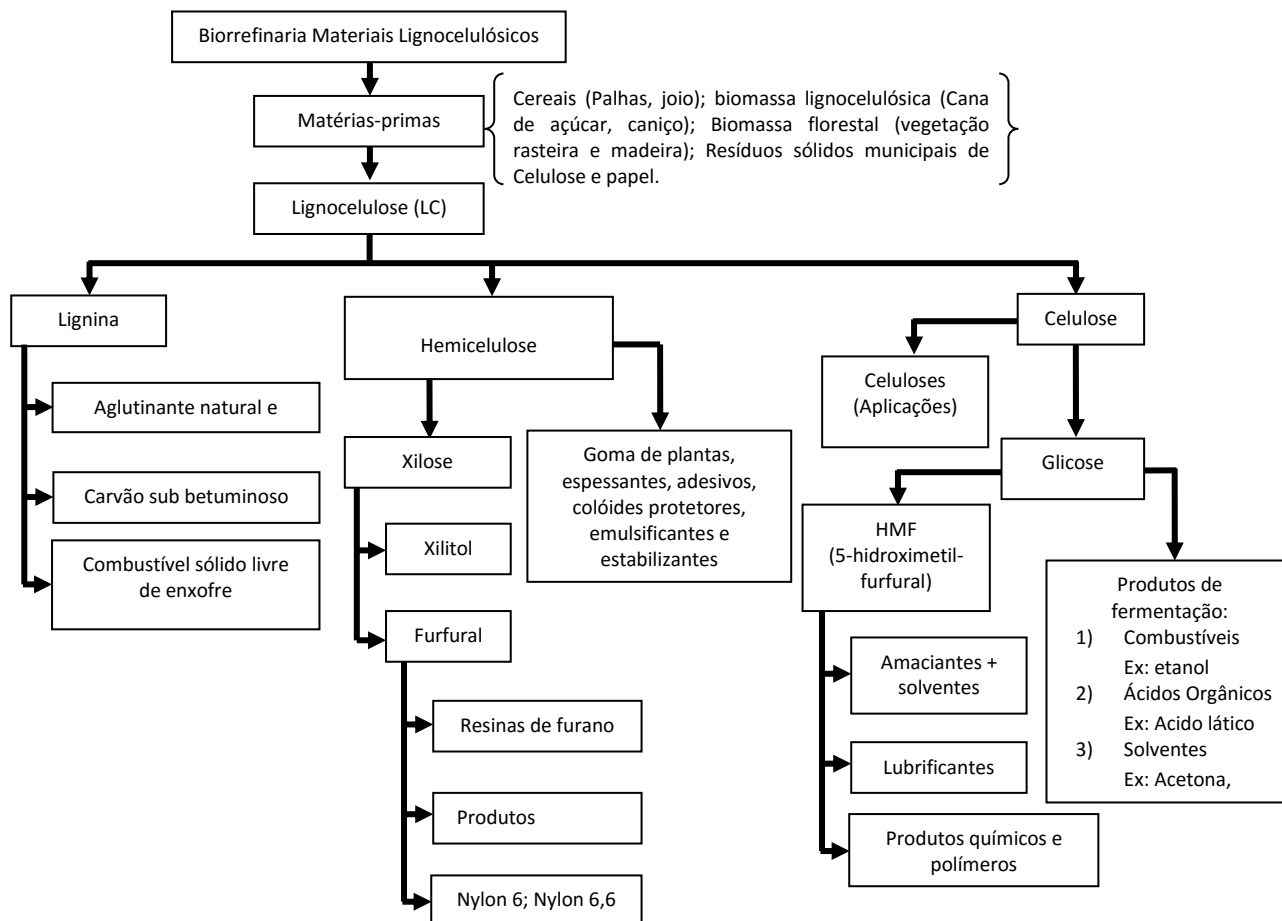 Biorrefinaria Materiais Lignocelulósicos
Matérias-primas
Cereais (Palhas, joio); biomassa lignocelulósica (Cana
de açúcar, caniço); Biomassa florestal (vegetação
rasteira e madeira); Resíduos sólidos municipais de
Celulose e papel.
Lignocelulose (LC)
Lignina
Aglutinante natural e
Carvão sub betuminoso
Combustível sólido livre
de enxofre
Hemicelulose
Xilose
Xilitol
Furfural
Resinas de furano
Produtos
Nylon 6; Nylon 6,6
Goma de plantas,
espessantes, adesivos,
colóides protetores,
emulsificantes e
estabilizantes
Celulose
Celuloses
(Aplicações)
Glicose
HMF
(5-hidroximetil-
furfural)
Amaciantes +
solventes
Lubrificantes
Produtos químicos e
polímeros
Produtos de
fermentação:
1) Combustíveis
Ex: etanol
2) Ácidos Orgânicos
Ex: Acido lático
3) Solventes
Ex: Acetona,